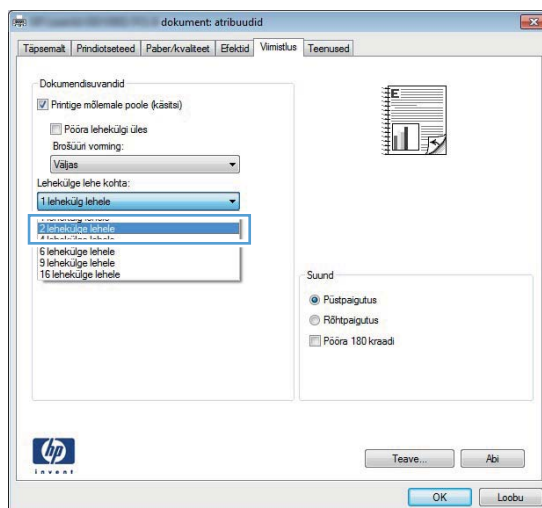 dokument: atribuudid
Täpsemalt Prindiotseteed Paber/kvaliteet Efektid Viimistlus Teenused
Dokumendisuvandid
Printige mõlemale poole (käsitsi)
Pööra lehekülgi üles
Brošüüri vorming:
Väljas
Lehekülge lehe kohta:
1 lehekülg lehele
2 lehekülge lehele
6 lehekülge lehele
9 lehekülge lehele
16 lehekülge lehele
E
Suund
Püstpaigutus
Rõhtpaigutus
Pööra 180 kraadi
hp
invent
Teave... Abi
OK Loobu